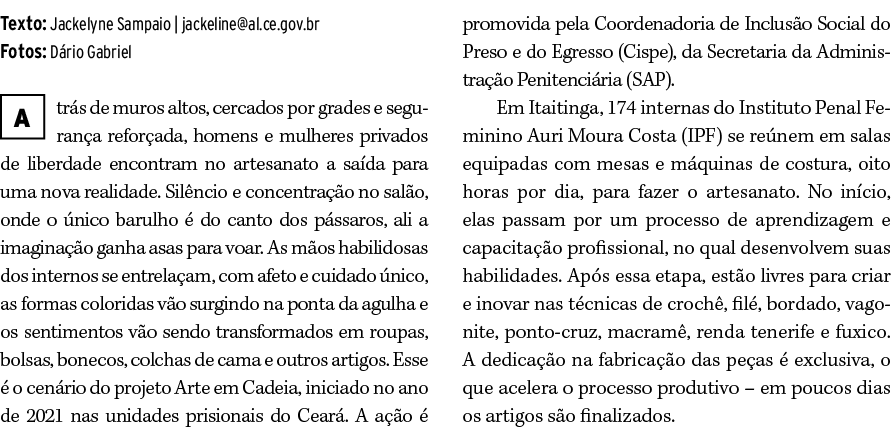 Texto: Jackelyne Sampaio | jackeline@al.ce.gov.br
Fotos: Dário Gabriel
A trás de muros altos, cercados por grades e segu-
rança reforçada, homens e mulheres privados
de liberdade encontram no artesanato a saída para
uma nova realidade. Silêncio e concentração no salão,
onde o único barulho é do canto dos pássaros, ali a
imaginação ganha asas para voar. As mãos habilidosas
dos internos se entrelaçam, com afeto e cuidado único,
as formas coloridas vão surgindo na ponta da agulha e
os sentimentos vão sendo transformados em roupas,
bolsas, bonecos, colchas de cama e outros artigos. Esse
é o cenário do projeto Arte em Cadeia, iniciado no ano
de 2021 nas unidades prisionais do Ceará. A ação é
promovida pela Coordenadoria de Inclusão Social do
Preso e do Egresso (Cispe), da Secretaria da Adminis-
tração Penitenciária (SAP).
Em Itaitinga, 174 internas do Instituto Penal Fe-
minino Auri Moura Costa (IPF) se reúnem em salas
equipadas com mesas e máquinas de costura, oito
horas por dia, para fazer o artesanato. No início,
elas passam por um processo de aprendizagem e
capacitação profissional, no qual desenvolvem suas
habilidades. Após essa etapa, estão livres para criar
e inovar nas técnicas de crochê, filé, bordado, vago-
nite, ponto-cruz, macramê, renda tenerife e fuxico.
A dedicação na fabricação das peças é exclusiva, o
que acelera o processo produtivo – em poucos dias
os artigos são finalizados.